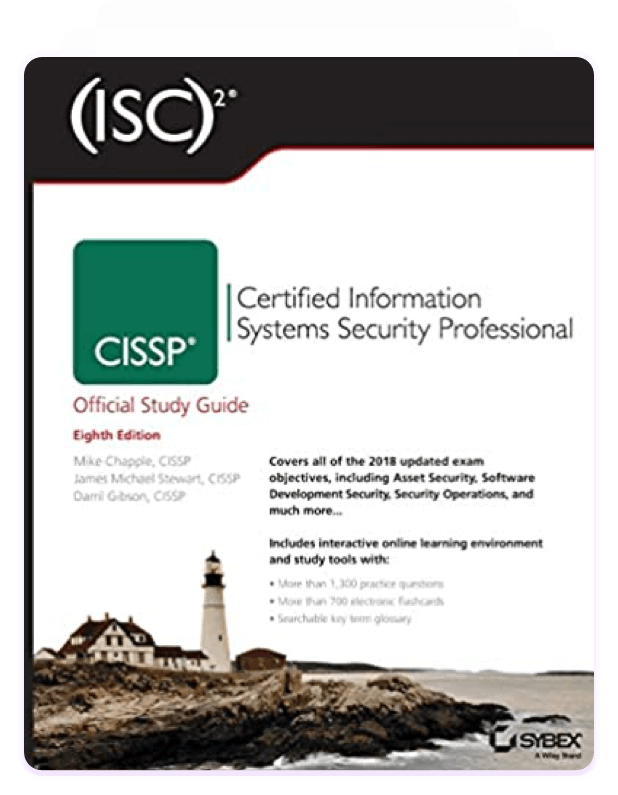 (ISC)²®
CISSP®
Certified Information
Systems Security Professional
Official Study Guide
Eighth Edition
Mike Chapple, CISSP
James Michael Stewart, CISSP
Darril Gibson, CISSP
Covers all of the 2018 updated exam
objectives, including Asset Security, Software
Development Security, Security Operations, and
much more...
Includes interactive online learning environment
and study tools with:
• More than 1,300 practice questions
• More than 700 electronic flashcards
• Searchable key term glossary
SYBEX
A Wiley Brand